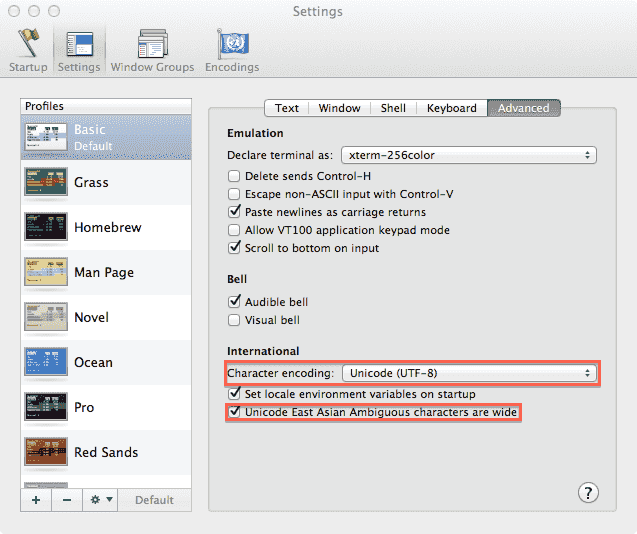 Settings
Startup Settings Window Groups Encodings
Profiles
Basic
Default
Grass
Homebrew
Man Page
Novel
Ocean
Pro
Red Sands
+ − Default
Text Window Shell Keyboard Advanced
Emulation
Declare terminal as: xterm-256color
Delete sends Control-H
Escape non-ASCII input with Control-V
Paste newlines as carriage returns
Allow VT100 application keypad mode
Scroll to bottom on input
Bell
Audible bell
Visual bell
International
Character encoding: Unicode (UTF-8)
Set locale environment variables on startup
Unicode East Asian Ambiguous characters are wide
?